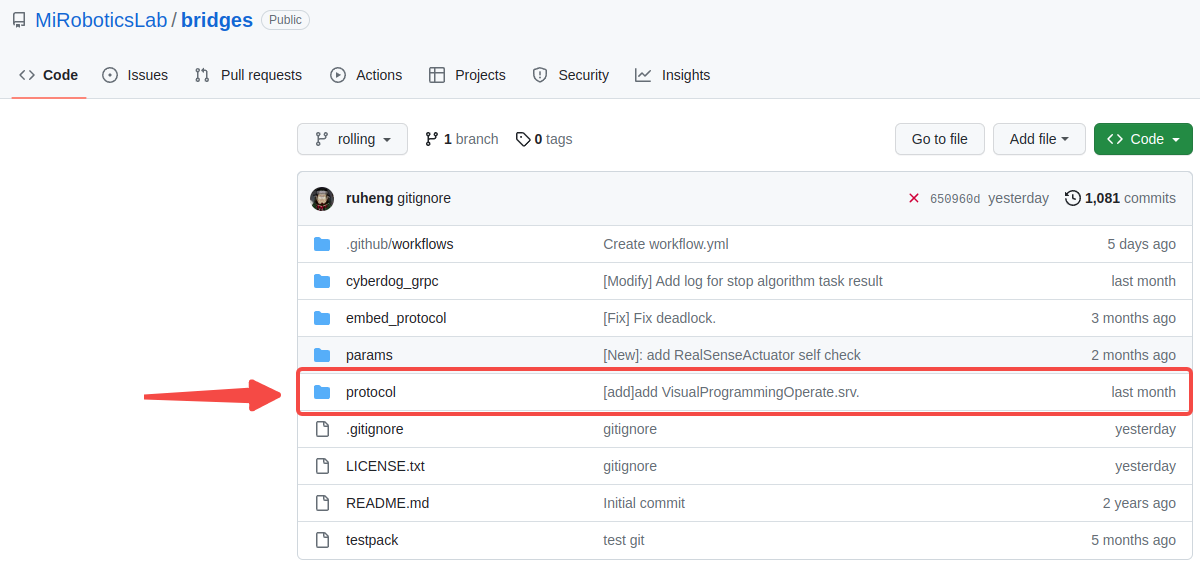 MiRoboticsLab / bridges Public
Code Issues Pull requests Actions Projects Security Insights
rolling 1 branch 0 tags Go to file Add file Code
ruheng gitignore 650960d yesterday 1,081 commits
.github/workflows Create workflow.yml 5 days ago
cyberdog_grpc [Modify] Add log for stop algorithm task result last month
embed_protocol [Fix] Fix deadlock. 3 months ago
params [New]: add RealSenseActuator self check 2 months ago
protocol [add]add VisualProgrammingOperate.srv. last month
.gitignore gitignore yesterday
LICENSE.txt gitignore yesterday
README.md Initial commit 2 years ago
testpack test git 5 months ago